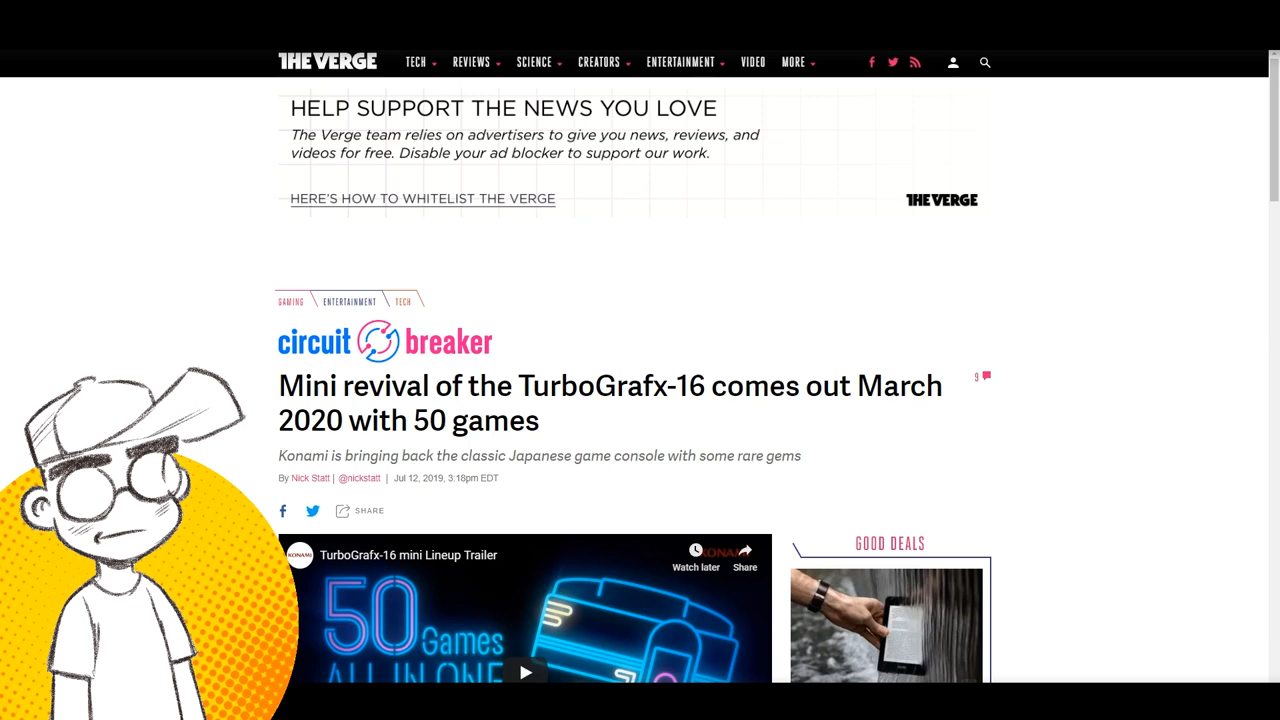 THE VERGE TECH REVIEWS SCIENCE CREATORS ENTERTAINMENT VIDEO MORE
HELP SUPPORT THE NEWS YOU LOVE
The Verge team relies on advertisers to give you news, reviews, and
videos for free. Disable your ad blocker to support our work.
HERE'S HOW TO WHITELIST THE VERGE
THE VERGE
GAMING ENTERTAINMENT TECH
circuit breaker
Mini revival of the TurboGrafx-16 comes out March
2020 with 50 games
9
Konami is bringing back the classic Japanese game console with some rare gems
By Nick Statt | @nickstatt | Jul 12, 2019, 3:18pm EDT
SHARE
KONAMI TurboGrafx-16 mini Lineup Trailer
KONAMI
Watch later Share
50 Games
ALL IN ONE
GOOD DEALS